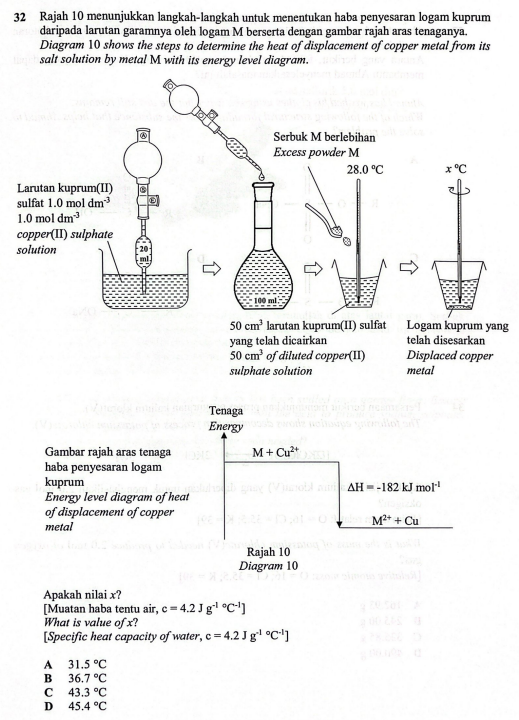 32 Rajah 10 menunjukkan langkah-langkah untuk menentukan haba penyesaran logam kuprum
daripada larutan garamnya oleh logam M berserta dengan gambar rajah aras tenaganya.
Diagram 10 shows the steps to determine the heat of displacement of copper metal from its
salt solution by metal M with its energy level diagram.
Serbuk M berlebihan
Excess powder M
28.0 °C
x °C
Larutan kuprum(II)
sulfat 1.0 mol dm⁻³
1.0 mol dm⁻³
copper(II) sulphate
solution
A
S
E
20
ml
100 ml
50 cm³ larutan kuprum(II) sulfat
yang telah dicairkan
50 cm³ of diluted copper(II)
sulphate solution
Logam kuprum yang
telah disesarkan
Displaced copper
metal
Tenaga
Energy
Gambar rajah aras tenaga
haba penyesaran logam
kuprum
Energy level diagram of heat
of displacement of copper
metal
M + Cu²⁺
ΔH = -182 kJ mol⁻¹
M²⁺ + Cu
Rajah 10
Diagram 10
Apakah nilai x?
[Muatan haba tentu air, c = 4.2 J g⁻¹ °C⁻¹]
What is value of x?
[Specific heat capacity of water, c = 4.2 J g⁻¹ °C⁻¹]
A 31.5 °C
B 36.7 °C
C 43.3 °C
D 45.4 °C